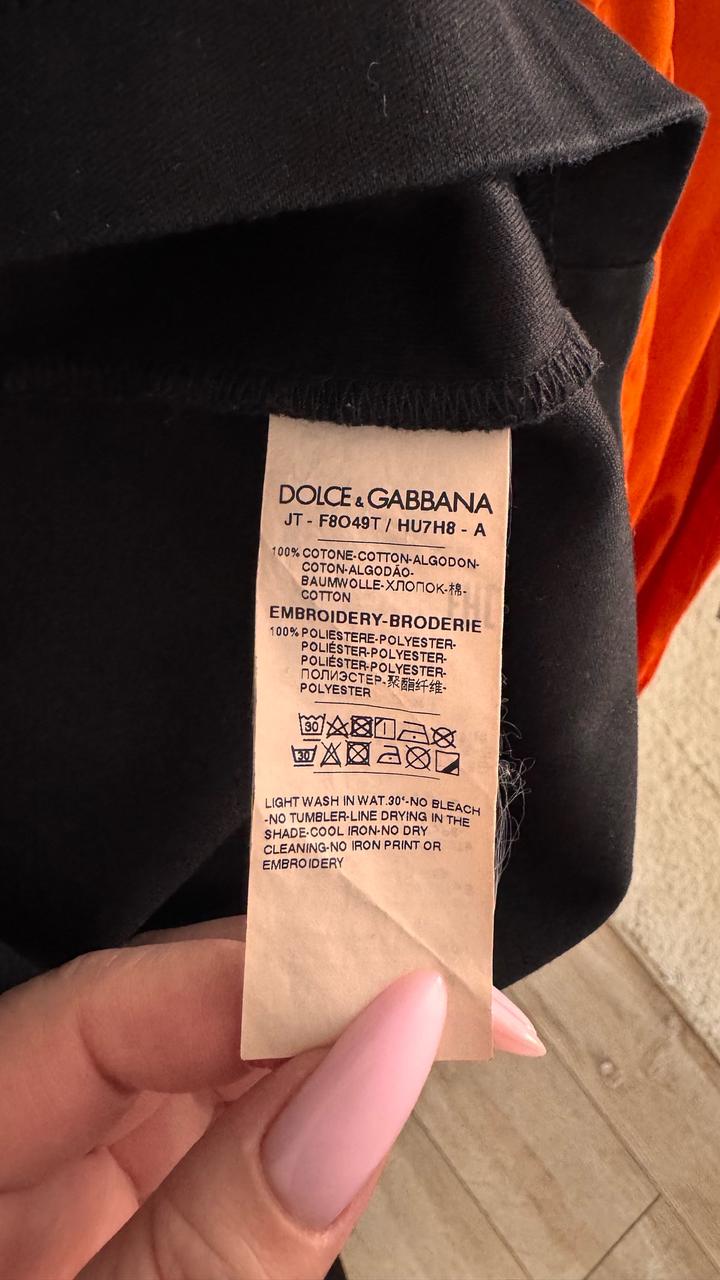 DOLCE & GABBANA
JT - F8O49T / HU7H8 - A
100% COTONE-COTTON-ALGODON-
COTON-ALGODÃO-
BAUMWOLLE-ХЛОПОК-棉-
COTTON
EMBROIDERY-BRODERIE
100% POLIESTERE-POLYESTER-
POLIÉSTER-POLYESTER-
POLIÉSTER-POLYESTER-
ПОЛИЭСТЕР-聚酯纤维-
POLYESTER
30
30
LIGHT WASH IN WAT.30°-NO BLEACH
-NO TUMBLER-LINE DRYING IN THE
SHADE-COOL IRON-NO DRY
CLEANING-NO IRON PRINT OR
EMBROIDERY